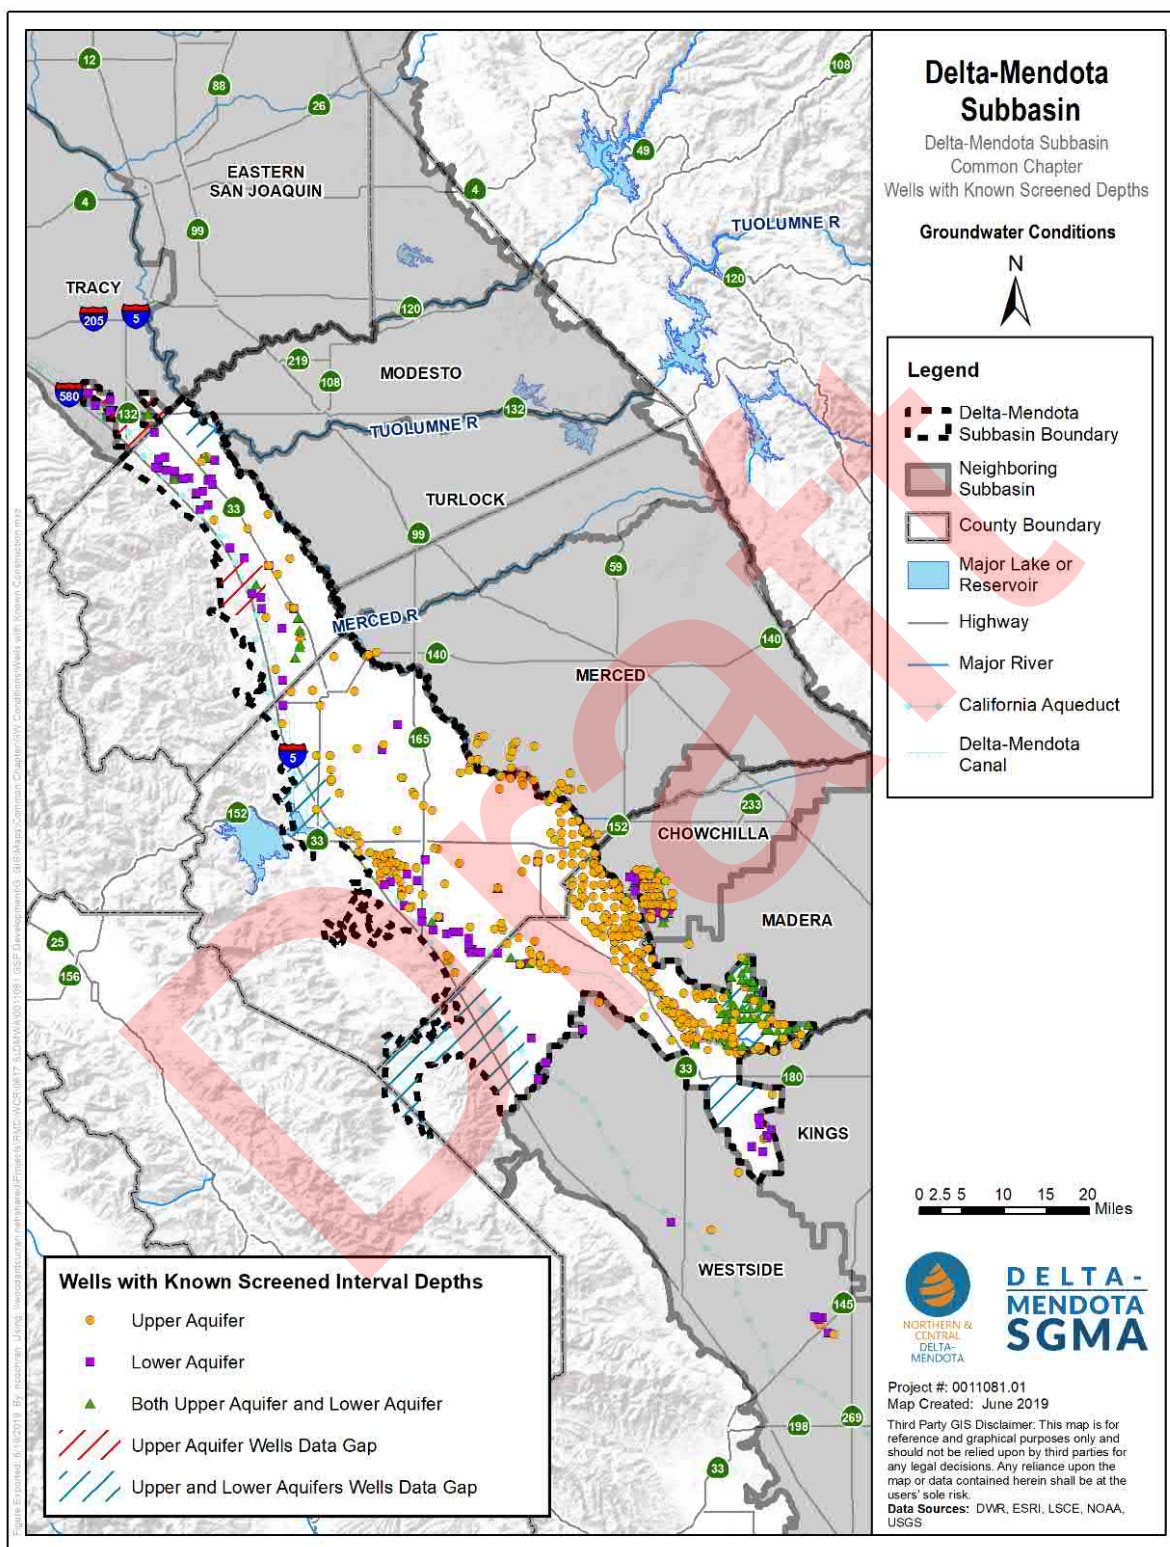 Delta-Mendota
Subbasin
Delta-Mendota Subbasin
Common Chapter
Wells with Known Screened Depths
Groundwater Conditions
N
Legend
Delta-Mendota
Subbasin Boundary
Neighboring
Subbasin
County Boundary
Major Lake or
Reservoir
Highway
Major River
California Aqueduct
Delta-Mendota
Canal
12
88
26
108
49
EASTERN
SAN JOAQUIN
4
4
99
TUOLUMNE R
120
TRACY
205
5
120
219
108
MODESTO
580
132
132
TUOLUMNE R
TURLOCK
33
99
59
MERCED R
140
140
MERCED
165
5
152
33
152
233
CHOWCHILLA
MADERA
25
156
33
180
KINGS
WESTSIDE
145
198
269
33
0 2.5 5 10 15 20
Miles
Wells with Known Screened Interval Depths
Upper Aquifer
Lower Aquifer
Both Upper Aquifer and Lower Aquifer
Upper Aquifer Wells Data Gap
Upper and Lower Aquifers Wells Data Gap
NORTHERN &
CENTRAL
DELTA-
MENDOTA
DELTA-
MENDOTA
SGMA
Project #: 0011081.01
Map Created: June 2019
Third Party GIS Disclaimer: This map is for
reference and graphical purposes only and
should not be relied upon by third parties for
any legal decisions. Any reliance upon the
map or data contained herein shall be at the
users' sole risk.
Data Sources: DWR, ESRI, LSCE, NOAA,
USGS
Draft